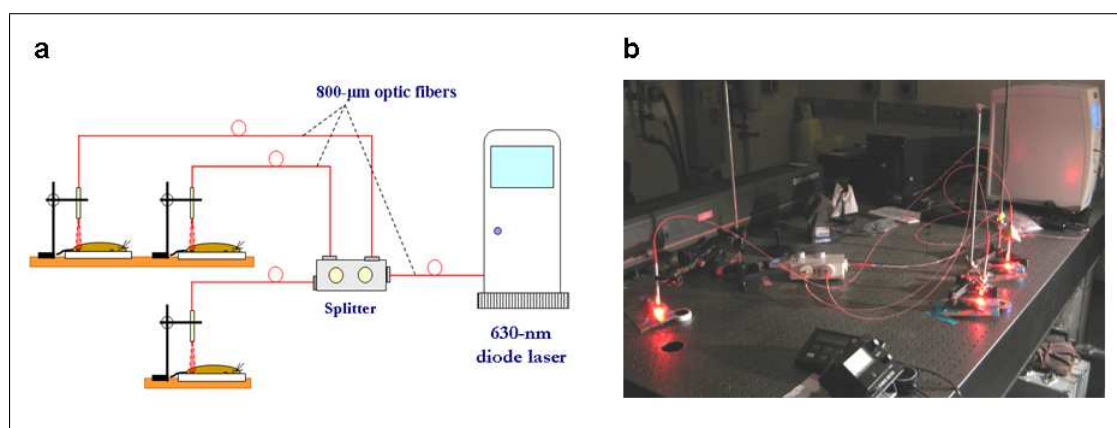 a
b
800-μm optic fibers
Splitter
630-nm
diode laser